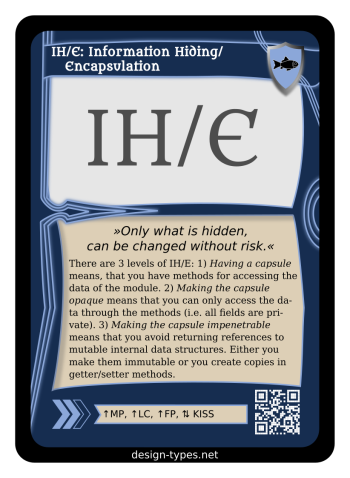 IH/Є: Information Hiding/
Єncapsulation
IH/Є
»Only what is hidden,
can be changed without risk.«
There are 3 levels of IH/E: 1) Having a capsule
means, that you have methods for accessing the
data of the module. 2) Making the capsule
opaque means that you can only access the da-
ta through the methods (i.e. all fields are pri-
vate). 3) Making the capsule impenetrable
means that you avoid returning references to
mutable internal data structures. Either you
make them immutable or you create copies in
getter/setter methods.
↑MP, ↑LC, ↑FP, ⇅ KISS
design-types.net